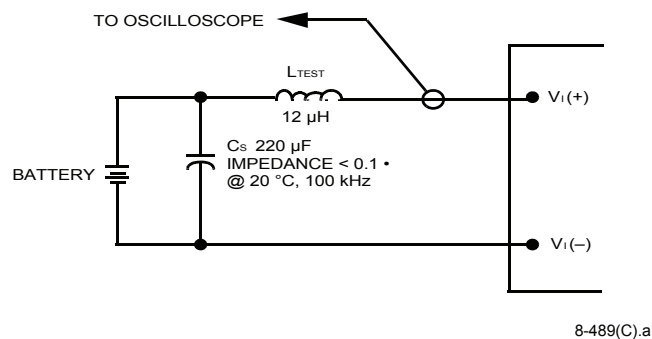 TO OSCILLOSCOPE
LTEST
12 µH
VI(+)
CS 220 µF
IMPEDANCE < 0.1 •
@ 20 °C, 100 kHz
BATTERY
VI(–)
8-489(C).a